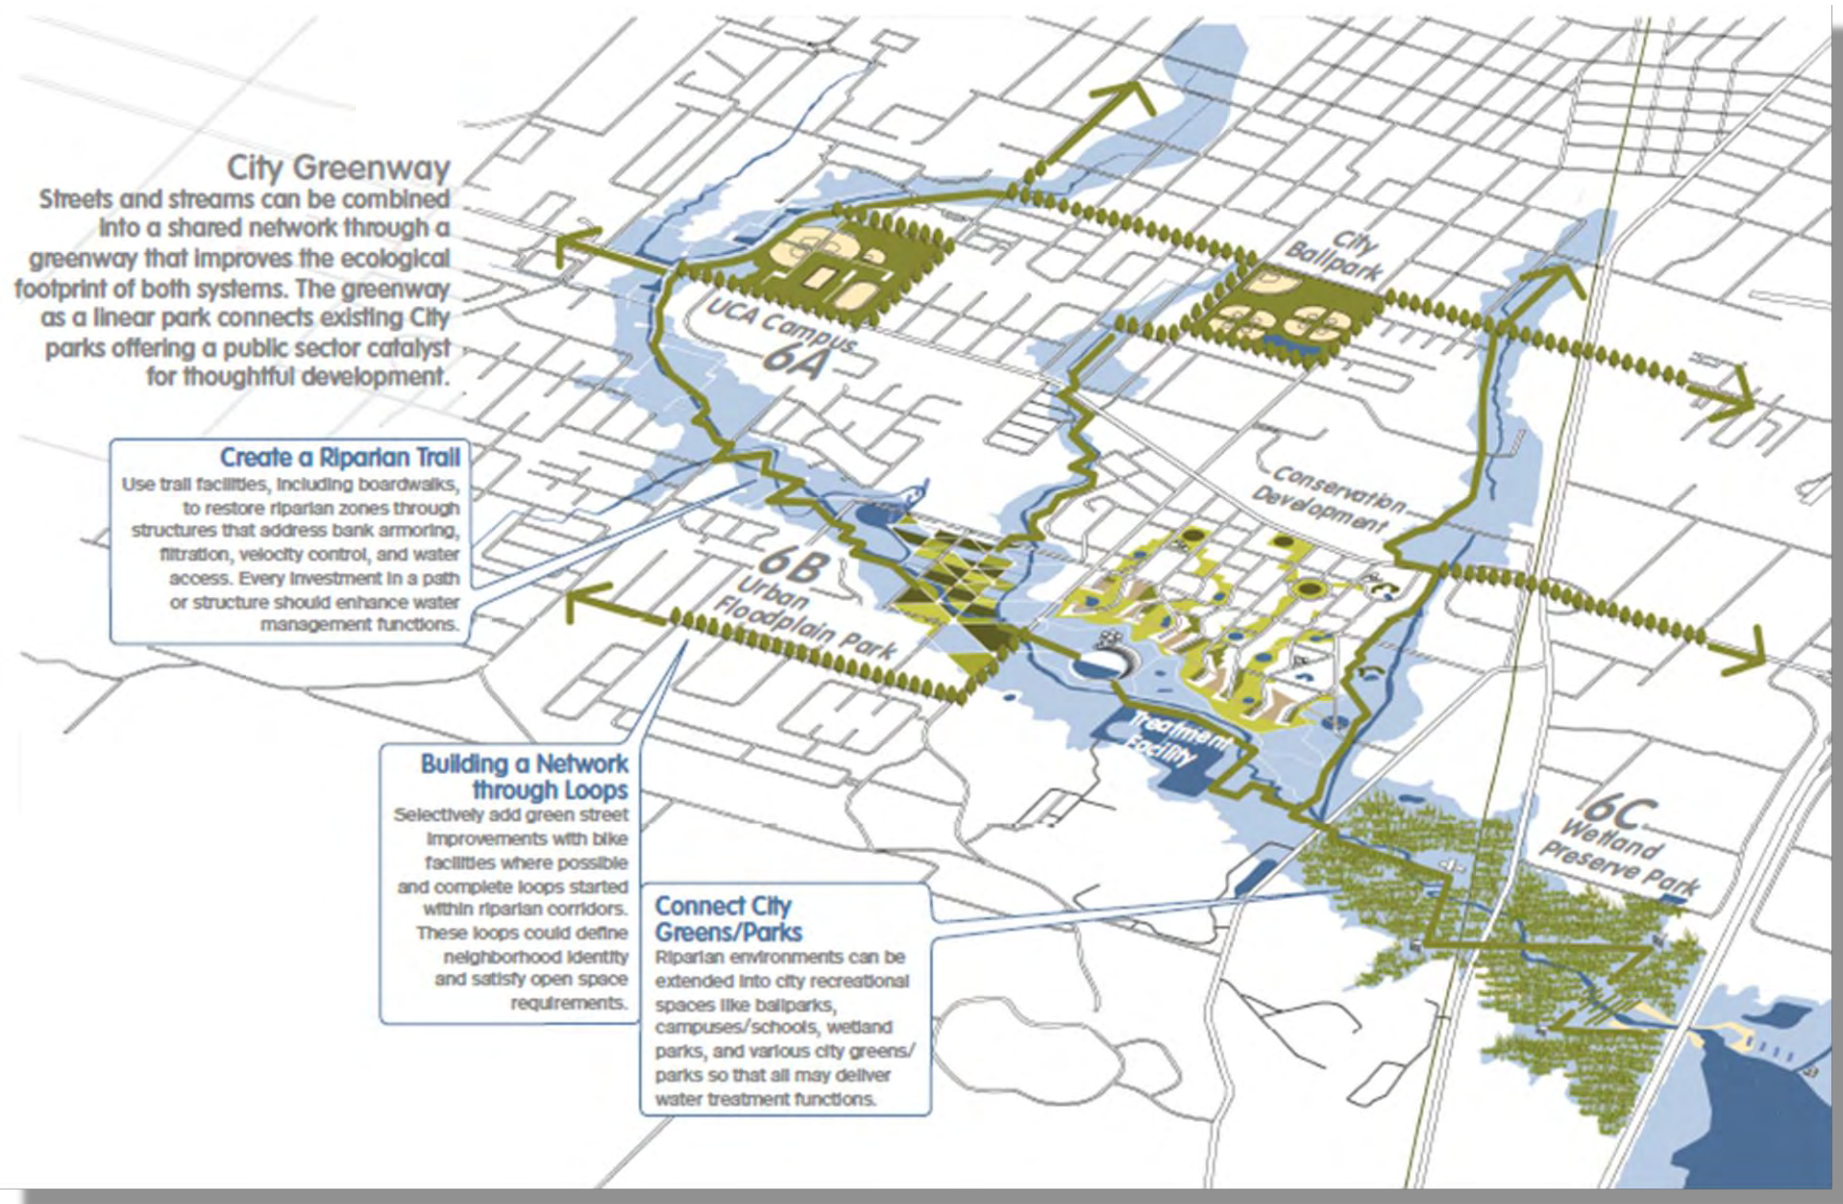 City Greenway
Streets and streams can be combined
into a shared network through a
greenway that improves the ecological
footprint of both systems. The greenway
as a linear park connects existing City
parks offering a public sector catalyst
for thoughtful development.
Create a Riparian Trail
Use trail facilities, including boardwalks,
to restore riparian zones through
structures that address bank armoring,
filtration, velocity control, and water
access. Every investment in a path
or structure should enhance water
management functions.
Building a Network
through Loops
Selectively add green street
improvements with bike
facilities where possible
and complete loops started
within riparian corridors.
These loops could define
neighborhood identity
and satisfy open space
requirements.
Connect City
Greens/Parks
Riparian environments can be
extended into city recreational
spaces like ballparks,
campuses/schools, wetland
parks, and various city greens/
parks so that all may deliver
water treatment functions.
UCA Campus
6A
City
Ballpark
Conservation
Development
6B
Urban
Floodplain Park
Treatment
Facility
6C
Wetland
Preserve Park